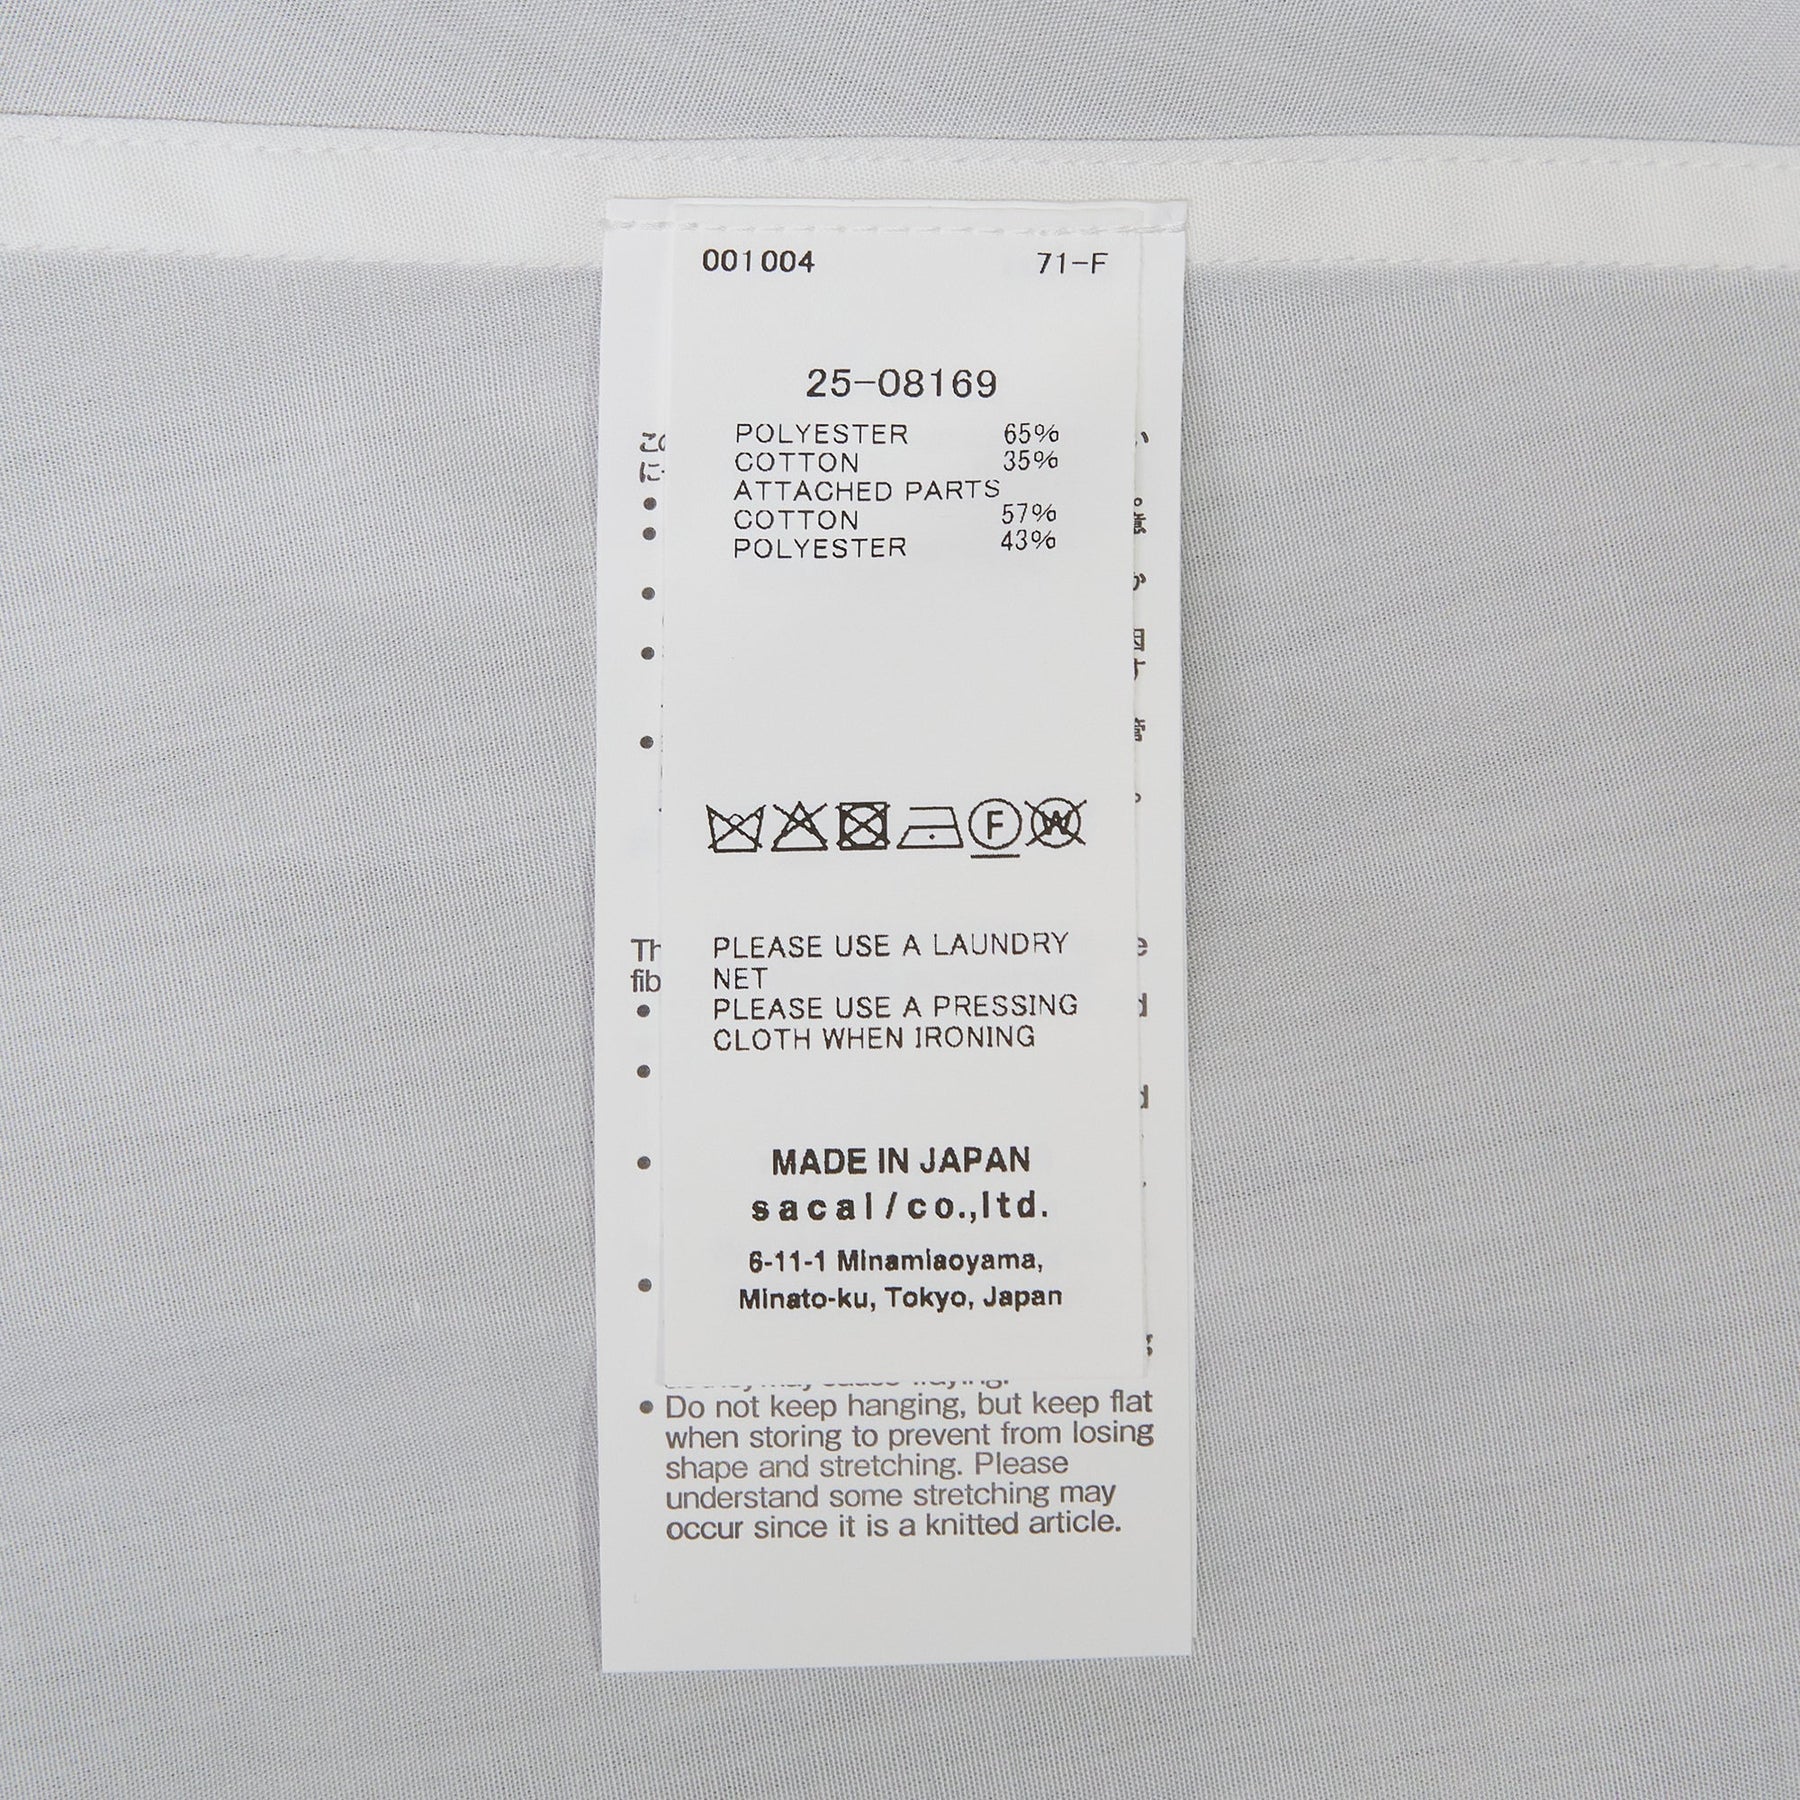 001004 71-F
25-08169
POLYESTER 65%
COTTON 35%
ATTACHED PARTS
COTTON 57%
POLYESTER 43%
F W
PLEASE USE A LAUNDRY
NET
PLEASE USE A PRESSING
CLOTH WHEN IRONING
MADE IN JAPAN
sacai/co.,ltd.
6-11-1 Minamiaoyama,
Minato-ku, Tokyo, Japan
● Do not keep hanging, but keep flat
when storing to prevent from losing
shape and stretching. Please
understand some stretching may
occur since it is a knitted article.